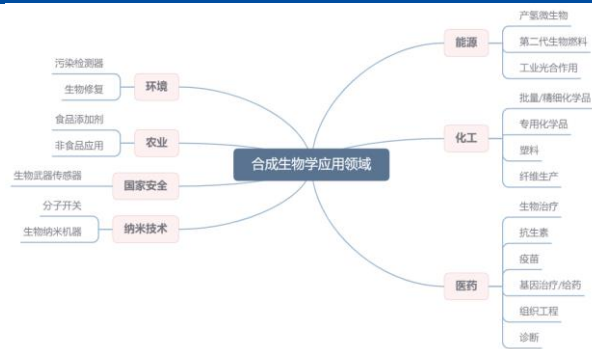 合成生物学应用领域
能源
产氢微生物
第二代生物燃料
工业光合作用
化工
批量/精细化学品
专用化学品
塑料
纤维生产
医药
生物治疗
抗生素
疫苗
基因治疗/给药
组织工程
诊断
环境
污染检测器
生物修复
农业
食品添加剂
非食品应用
国家安全
生物武器传感器
纳米技术
分子开关
生物纳米机器